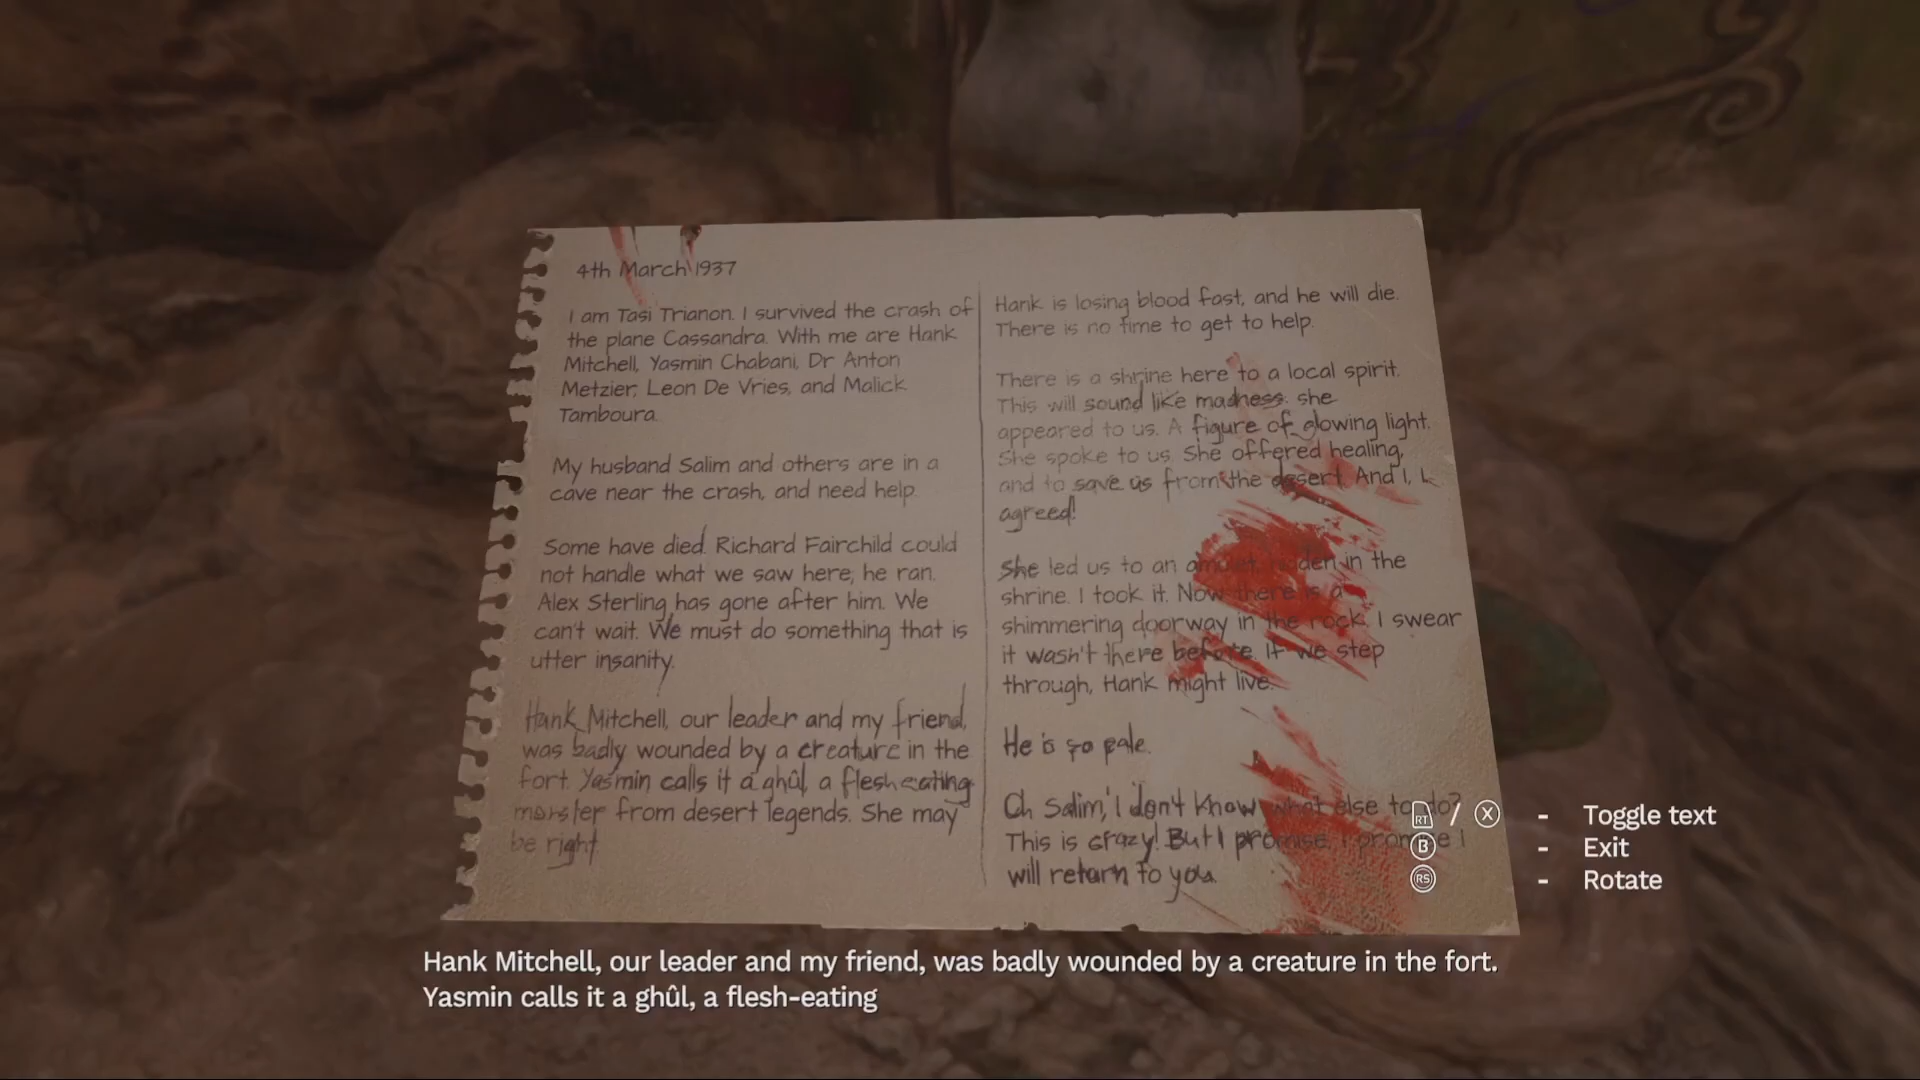 4th March 1937
I am Tasi Trianon. I survived the crash of
the plane Cassandra. With me are Hank
Mitchell, Yasmin Chabani, Dr Anton
Metzier, Leon De Vries, and Malick
Tamboura.
My husband Salim and others are in a
cave near the crash, and need help.
Some have died. Richard Fairchild could
not handle what we saw here, he ran.
Alex Sterling has gone after him. We
can't wait. We must do something that is
utter insanity.
Hank Mitchell, our leader and my friend,
was badly wounded by a creature in the
fort. Yasmin calls it a ghûl, a flesh-eating
monster from desert legends. She may
be right.
Hank is losing blood fast, and he will die.
There is no time to get to help.
There is a shrine here to a local spirit.
This will sound like madness. she
appeared to us. A figure of glowing light.
She spoke to us. She offered healing,
and to save us from the desert. And I, I,
agreed!
She led us to an amulet, hidden in the
shrine. I took it. Now there is a
shimmering doorway in the rock. I swear
it wasn't there before. If we step
through, Hank might live.
He is so pale.
Oh Salim, I don't know what else to do?
This is crazy! But I promise, I promise I
will return to you.
RT / X - Toggle text
B - Exit
RS - Rotate
Hank Mitchell, our leader and my friend, was badly wounded by a creature in the fort.
Yasmin calls it a ghûl, a flesh-eating